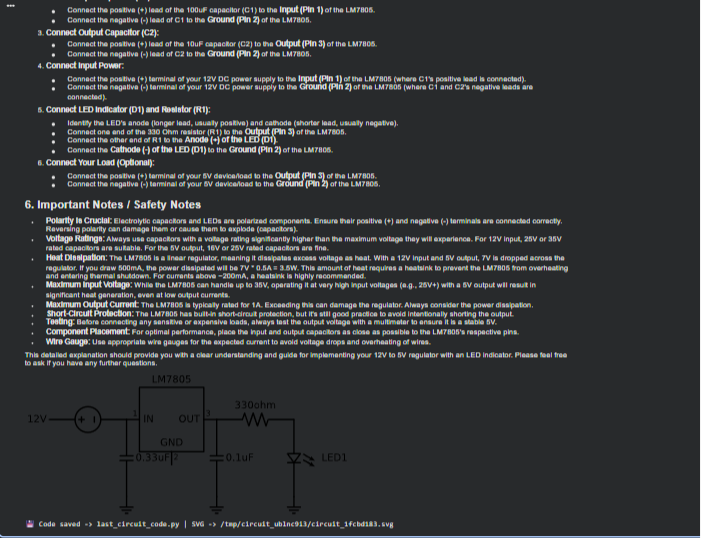 ...
• Connect the positive (+) lead of the 100uF capacitor (C1) to the Input (Pin 1) of the LM7805.
• Connect the negative (-) lead of C1 to the Ground (Pin 2) of the LM7805.
3. Connect Output Capacitor (C2):
• Connect the positive (+) lead of the 10uF capacitor (C2) to the Output (Pin 3) of the LM7805.
• Connect the negative (-) lead of C2 to the Ground (Pin 2) of the LM7805.
4. Connect Input Power:
• Connect the positive (+) terminal of your 12V DC power supply to the Input (Pin 1) of the LM7805 (where C1's positive lead is connected).
• Connect the negative (-) terminal of your 12V DC power supply to the Ground (Pin 2) of the LM7805 (where C1 and C2's negative leads are
connected).
5. Connect LED Indicator (D1) and Resistor (R1):
• Identify the LED's anode (longer lead, usually positive) and cathode (shorter lead, usually negative).
• Connect one end of the 330 Ohm resistor (R1) to the Output (Pin 3) of the LM7805.
• Connect the other end of R1 to the Anode (+) of the LED (D1).
• Connect the Cathode (-) of the LED (D1) to the Ground (Pin 2) of the LM7805.
6. Connect Your Load (Optional):
• Connect the positive (+) terminal of your 5V device/load to the Output (Pin 3) of the LM7805.
• Connect the negative (-) terminal of your 5V device/load to the Ground (Pin 2) of the LM7805.
6. Important Notes / Safety Notes
• Polarity is Crucial: Electrolytic capacitors and LEDs are polarized components. Ensure their positive (+) and negative (-) terminals are connected correctly.
Reversing polarity can damage them or cause them to explode (capacitors).
• Voltage Ratings: Always use capacitors with a voltage rating significantly higher than the maximum voltage they will experience. For 12V input, 25V or 35V
rated capacitors are suitable. For the 5V output, 16V or 25V rated capacitors are fine.
• Heat Dissipation: The LM7805 is a linear regulator, meaning it dissipates excess voltage as heat. With a 12V input and 5V output, 7V is dropped across the
regulator. If you draw 500mA, the power dissipated will be 7V * 0.5A = 3.5W. This amount of heat requires a heatsink to prevent the LM7805 from overheating
and entering thermal shutdown. For currents above ~200mA, a heatsink is highly recommended.
• Maximum Input Voltage: While the LM7805 can handle up to 35V, operating it at very high input voltages (e.g., 25V+) with a 5V output will result in
significant heat generation, even at low output currents.
• Maximum Output Current: The LM7805 is typically rated for 1A. Exceeding this can damage the regulator. Always consider the power dissipation.
• Short-Circuit Protection: The LM7805 has built-in short-circuit protection, but it's still good practice to avoid intentionally shorting the output.
• Testing: Before connecting any sensitive or expensive loads, always test the output voltage with a multimeter to ensure it is a stable 5V.
• Component Placement: For optimal performance, place the input and output capacitors as close as possible to the LM7805's respective pins.
• Wire Gauge: Use appropriate wire gauges for the expected current to avoid voltage drops and overheating of wires.
This detailed explanation should provide you with a clear understanding and guide for implementing your 12V to 5V regulator with an LED indicator. Please feel free
to ask if you have any further questions.
LM7805
330ohm
12V + 1 IN OUT 3
GND
0.33uF 2 0.1uF LED1
Code saved -> last_circuit_code.py | SVG -> /tmp/circuit_ub1nc913/circuit_1fcbd183.svg